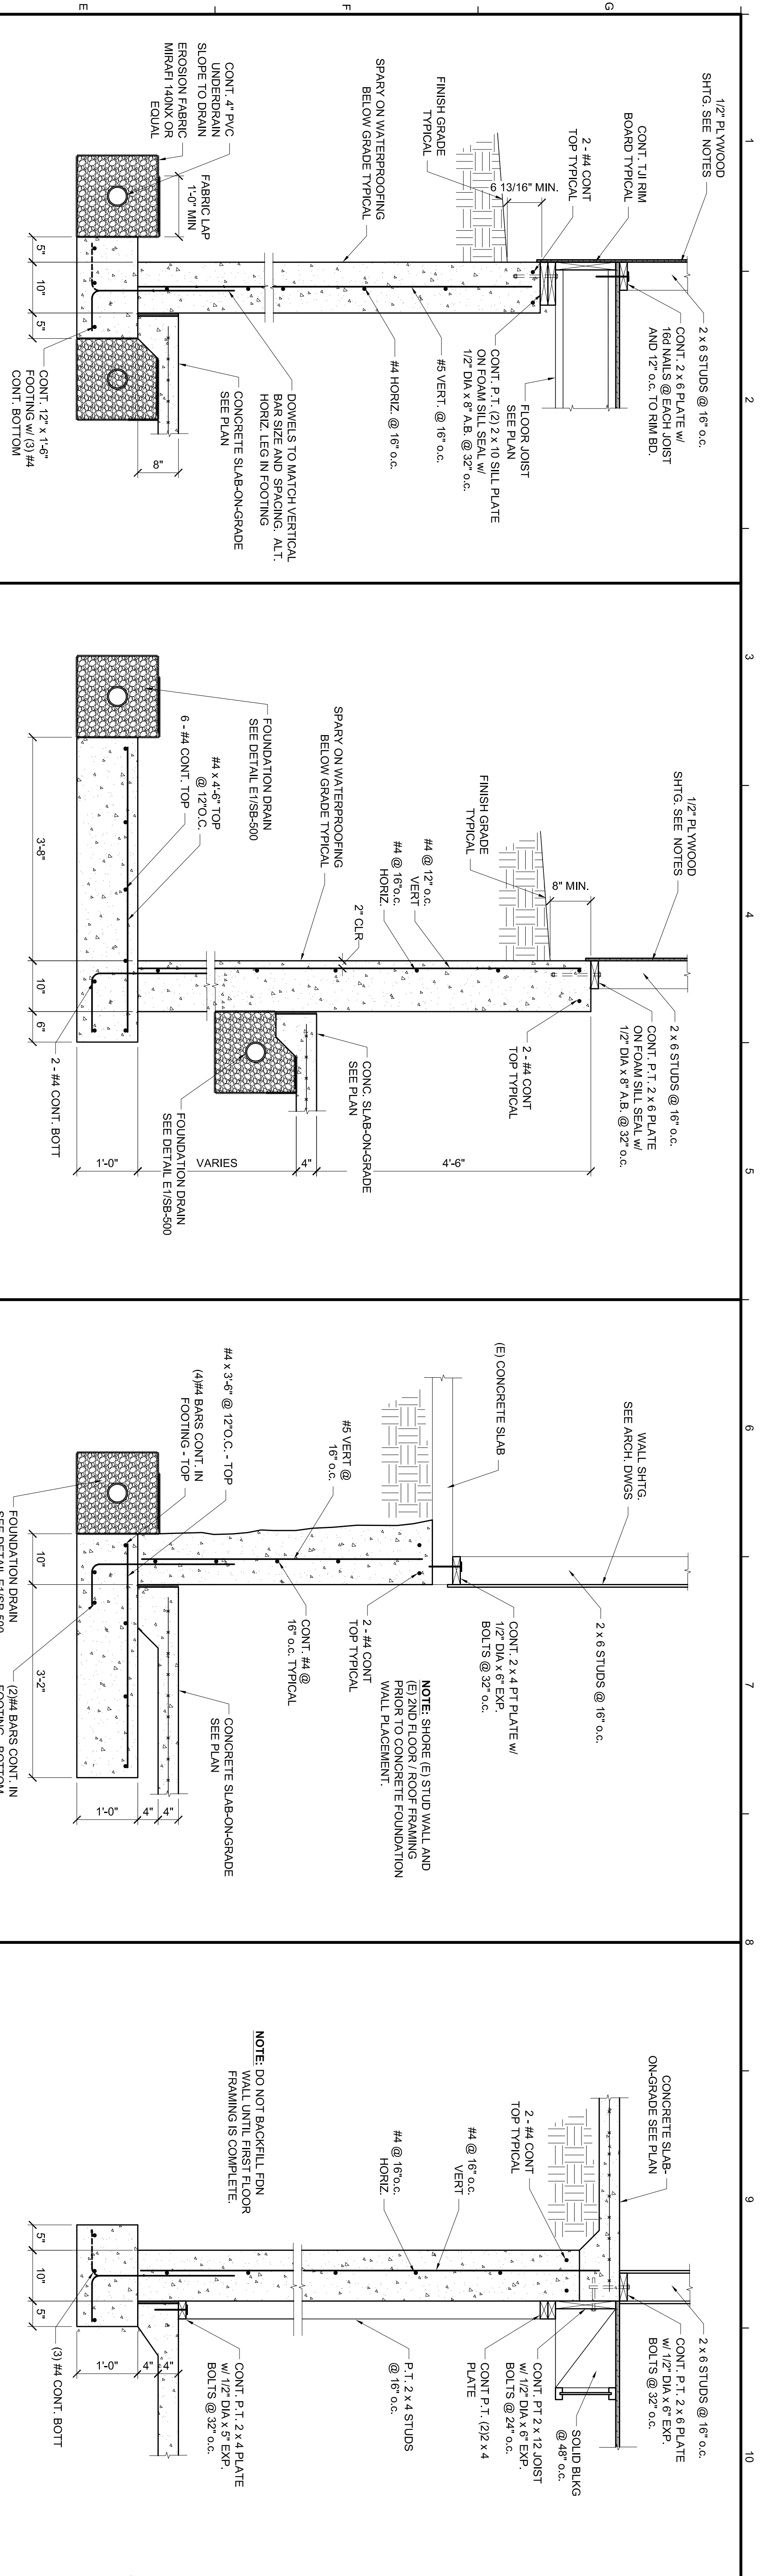 1
2
3
4
5
6
7
8
9
10
G
F
E
1/2" PLYWOOD
SHTG. SEE NOTES
CONT. TJI RIM
BOARD TYPICAL
2 - #4 CONT
TOP TYPICAL
6 13/16" MIN.
FINISH GRADE
TYPICAL
SPARY ON WATERPROOFING
BELOW GRADE TYPICAL
CONT. 4" PVC
UNDERDRAIN
SLOPE TO DRAIN
EROSION FABRIC
MIRAFI 140NX OR
EQUAL
FABRIC LAP
1'-0" MIN
2 x 6 STUDS @ 16" o.c.
CONT. 2 x 6 PLATE w/
16d NAILS @ EACH JOIST
AND 12" o.c. TO RIM BD.
FLOOR JOIST
SEE PLAN
CONT. P.T. (2) 2 x 10 SILL PLATE
ON FOAM SILL SEAL w/
1/2" DIA x 8" A.B. @ 32" o.c.
#5 VERT. @ 16" o.c.
#4 HORIZ. @ 16" o.c.
DOWELS TO MATCH VERTICAL
BAR SIZE AND SPACING. ALT.
HORIZ. LEG IN FOOTING
CONCRETE SLAB-ON-GRADE
SEE PLAN
8"
5"
10"
5"
CONT. 12" x 1'-6"
FOOTING w/ (3) #4
CONT. BOTTOM
1/2" PLYWOOD
SHTG. SEE NOTES
8" MIN.
FINISH GRADE
TYPICAL
#4 @ 12" o.c.
VERT
#4 @ 16"o.c.
HORIZ.
2" CLR
SPARY ON WATERPROOFING
BELOW GRADE TYPICAL
FOUNDATION DRAIN
SEE DETAIL E1/SB-500
#4 x 4'-6" TOP
@ 12"O.C.
6 - #4 CONT. TOP
2 x 6 STUDS @ 16" o.c.
CONT. P.T. 2 x 6 PLATE
ON FOAM SILL SEAL w/
1/2" DIA x 8" A.B. @ 32" o.c.
2 - #4 CONT
TOP TYPICAL
CONC. SLAB-ON-GRADE
SEE PLAN
4'-6"
4"
VARIES
1'-0"
FOUNDATION DRAIN
SEE DETAIL E1/SB-500
2 - #4 CONT. BOTT
3'-8"
10"
6"
WALL SHTG.
SEE ARCH. DWGS
(E) CONCRETE SLAB
#5 VERT @
16" o.c.
#4 x 3'-6" @ 12"O.C. - TOP
(4)#4 BARS CONT. IN
FOOTING - TOP
2 x 6 STUDS @ 16" o.c.
CONT. 2 x 4 PT PLATE w/
1/2" DIA x 6" EXP.
BOLTS @ 32" o.c.
NOTE: SHORE (E) STUD WALL AND
(E) 2ND FLOOR / ROOF FRAMING
PRIOR TO CONCRETE FOUNDATION
WALL PLACEMENT.
2 - #4 CONT
TOP TYPICAL
CONT. #4 @
16" o.c. TYPICAL
CONCRETE SLAB-ON-GRADE
SEE PLAN
4"
4"
1'-0"
10"
3'-2"
FOUNDATION DRAIN
SEE DETAIL E1/SB-500
(2)#4 BARS CONT. IN
FOOTING - BOTTOM
CONCRETE SLAB-
ON-GRADE SEE PLAN
2 - #4 CONT
TOP TYPICAL
#4 @ 16" o.c.
VERT
#4 @ 16"o.c.
HORIZ.
NOTE: DO NOT BACKFILL FDN
WALL UNTIL FIRST FLOOR
FRAMING IS COMPLETE.
2 x 6 STUDS @ 16" o.c.
CONT. P.T. 2 x 6 PLATE
w/ 1/2" DIA x 6" EXP.
BOLTS @ 32" o.c.
SOLID BLKG
@ 48" o.c.
CONT. PT 2 x 12 JOIST
w/ 1/2" DIA x 6" EXP.
BOLTS @ 24" o.c.
CONT P.T. (2)2 x 4
PLATE
P.T. 2 x 4 STUDS
@ 16" o.c.
CONT. P.T. 2 x 4 PLATE
w/ 1/2" DIA x 5" EXP.
BOLTS @ 32" o.c.
4"
4"
1'-0"
5"
10"
5"
(3) #4 CONT. BOTT